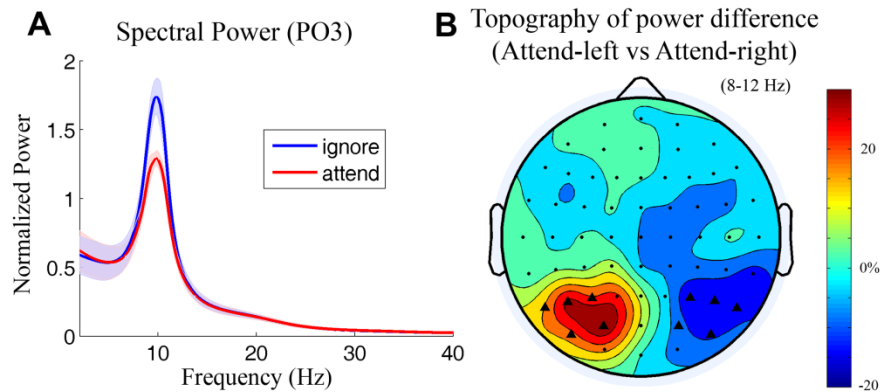 A
Spectral Power (PO3)
2
1.5
1
0.5
0
Normalized Power
10
20
30
40
Frequency (Hz)
ignore
attend
B
Topography of power difference
(Attend-left vs Attend-right)
(8-12 Hz)
20
0%
-20